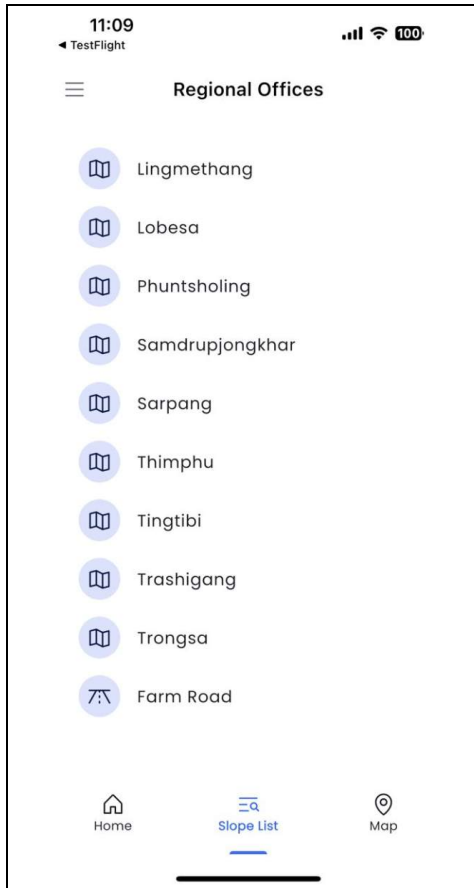 11:09
◀ TestFlight
100
Regional Offices
Lingmethang
Lobesa
Phuntsholing
Samdrupjongkhar
Sarpang
Thimphu
Tingtibi
Trashigang
Trongsa
Farm Road
Home
Slope List
Map